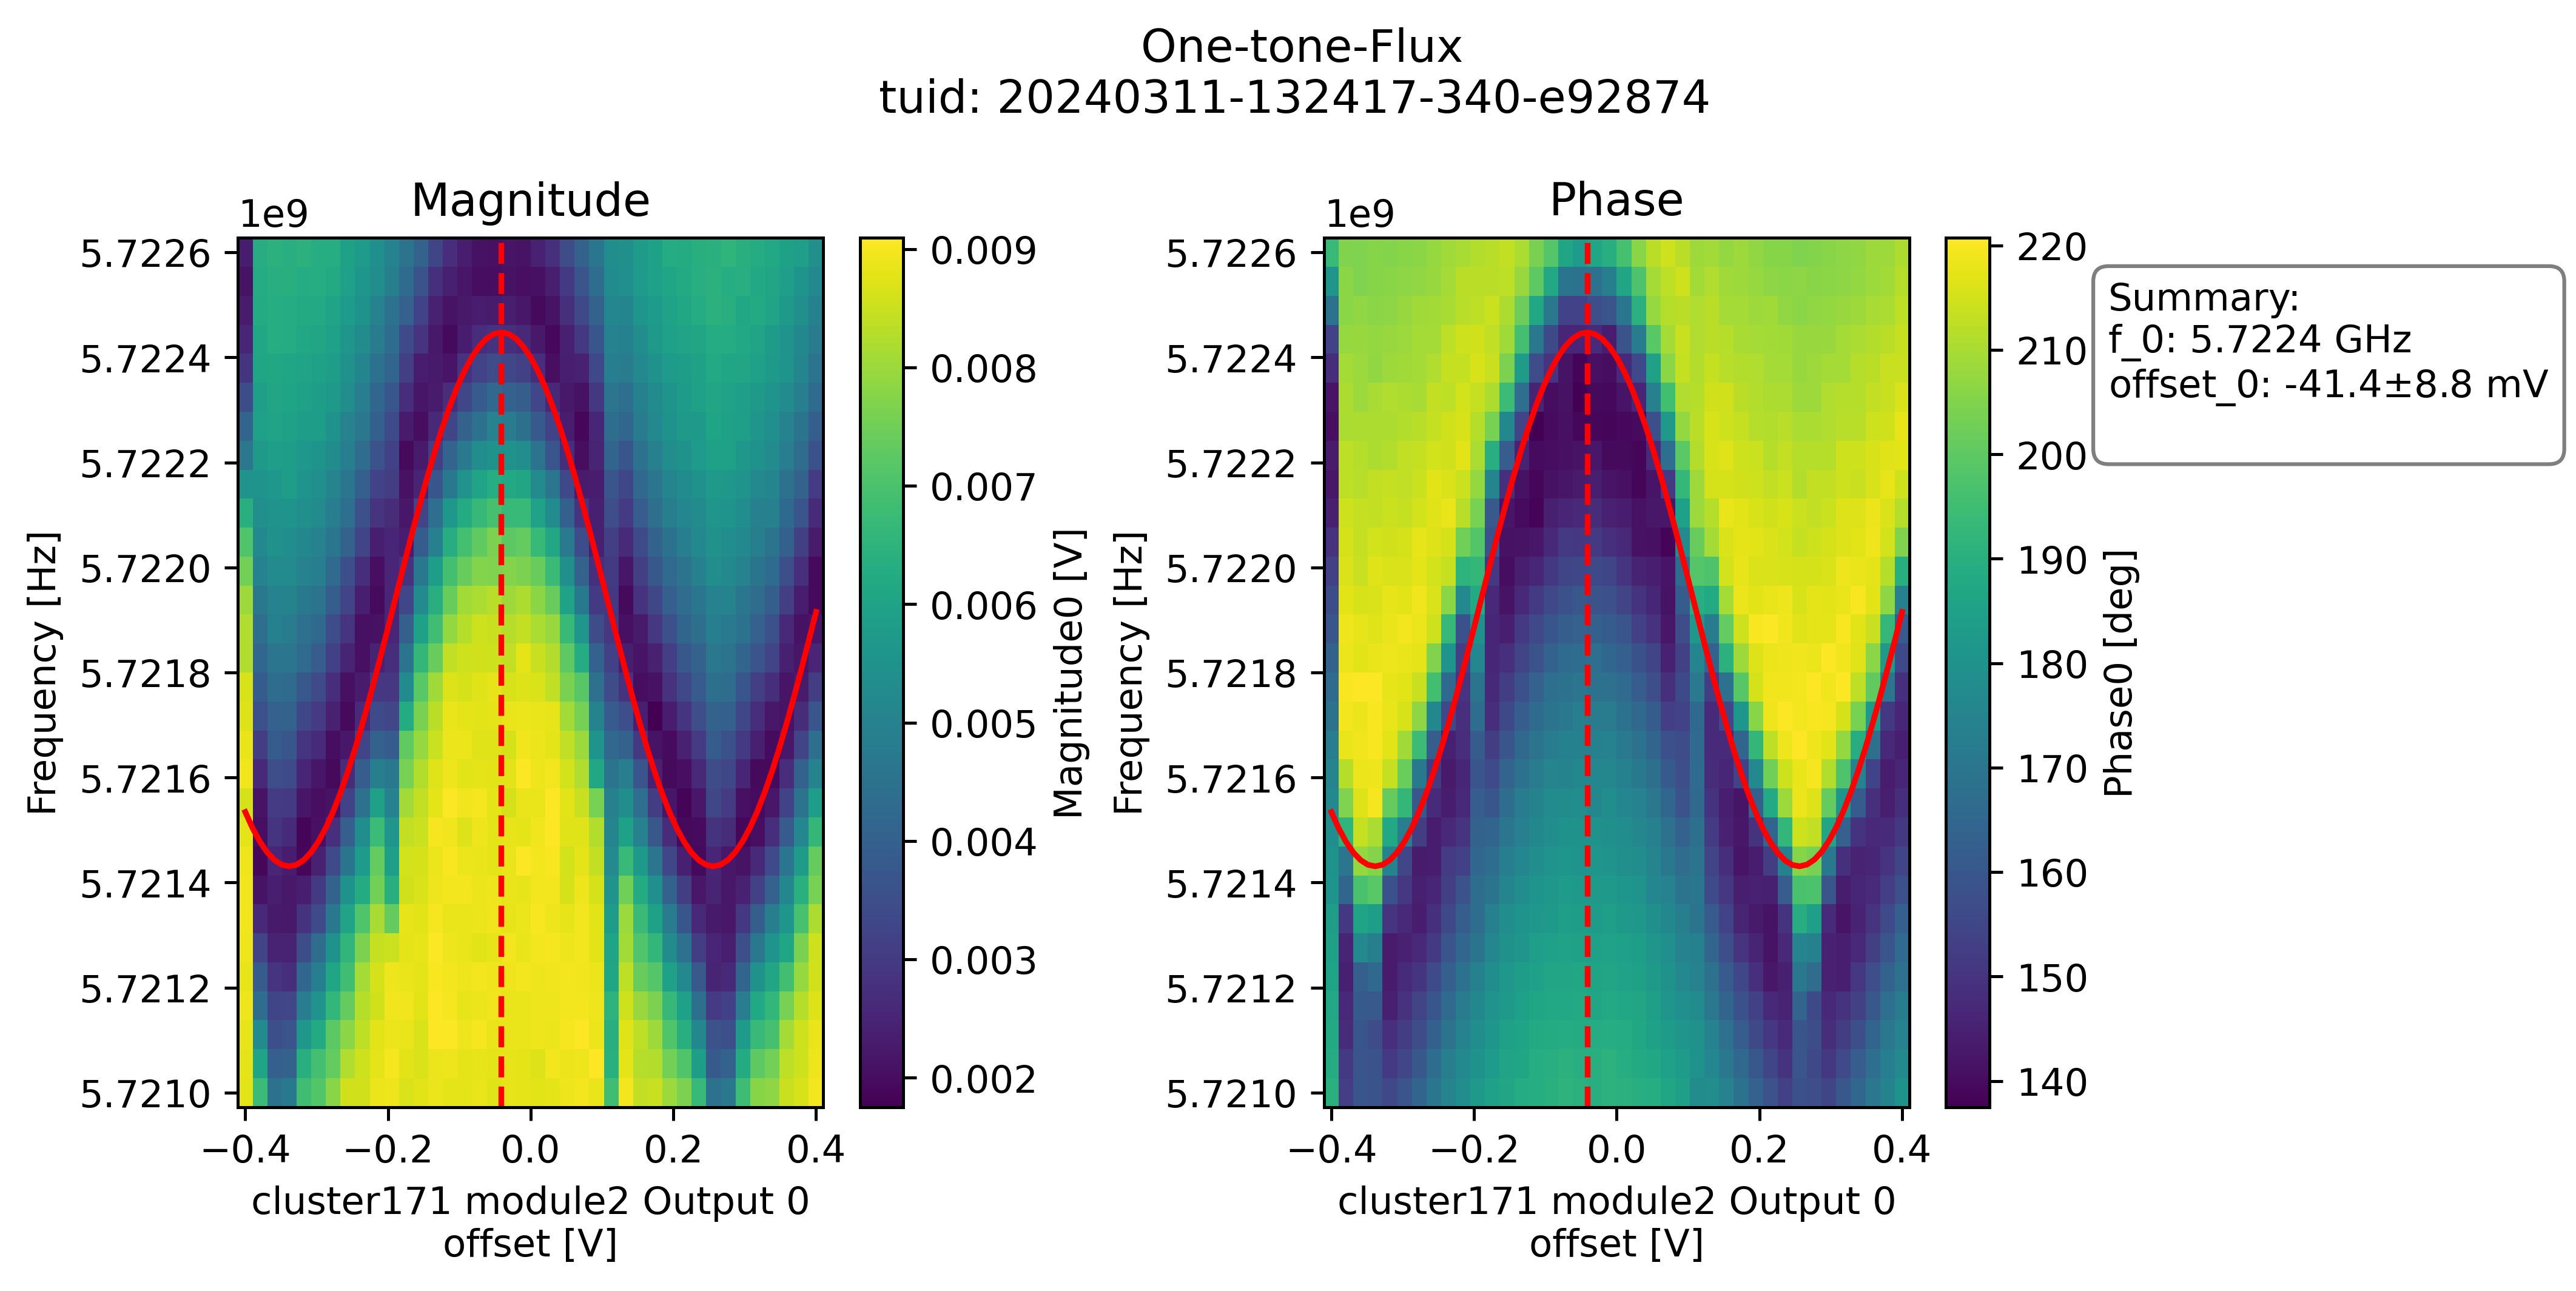 One-tone-Flux
tuid: 20240311-132417-340-e92874
Magnitude
1e9
5.7226
5.7224
5.7222
5.7220
5.7218
5.7216
5.7214
5.7212
5.7210
Frequency [Hz]
−0.4
−0.2
0.0
0.2
0.4
cluster171 module2 Output 0
offset [V]
0.009
0.008
0.007
0.006
0.005
0.004
0.003
0.002
Magnitude0 [V]
Phase
1e9
5.7226
5.7224
5.7222
5.7220
5.7218
5.7216
5.7214
5.7212
5.7210
Frequency [Hz]
−0.4
−0.2
0.0
0.2
0.4
cluster171 module2 Output 0
offset [V]
220
210
200
190
180
170
160
150
140
Phase0 [deg]
Summary:
f_0: 5.7224 GHz
offset_0: -41.4±8.8 mV